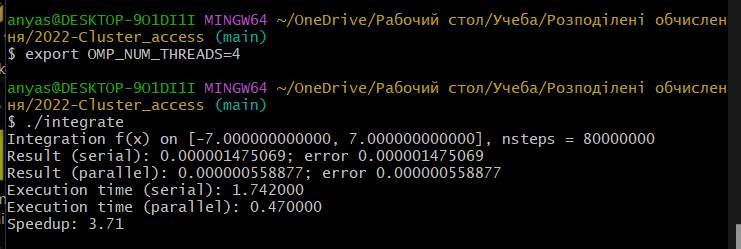 anyas@DESKTOP-9O1DI1I MINGW64 ~/OneDrive/Рабочий стол/Учеба/Розподілені обчислен
ня/2022-Cluster_access (main)
$ export OMP_NUM_THREADS=4
anyas@DESKTOP-9O1DI1I MINGW64 ~/OneDrive/Рабочий стол/Учеба/Розподілені обчислен
ня/2022-Cluster_access (main)
$ ./integrate
Integration f(x) on [-7.000000000000, 7.000000000000], nsteps = 80000000
Result (serial): 0.000001475069; error 0.000001475069
Result (parallel): 0.000000558877; error 0.000000558877
Execution time (serial): 1.742000
Execution time (parallel): 0.470000
Speedup: 3.71